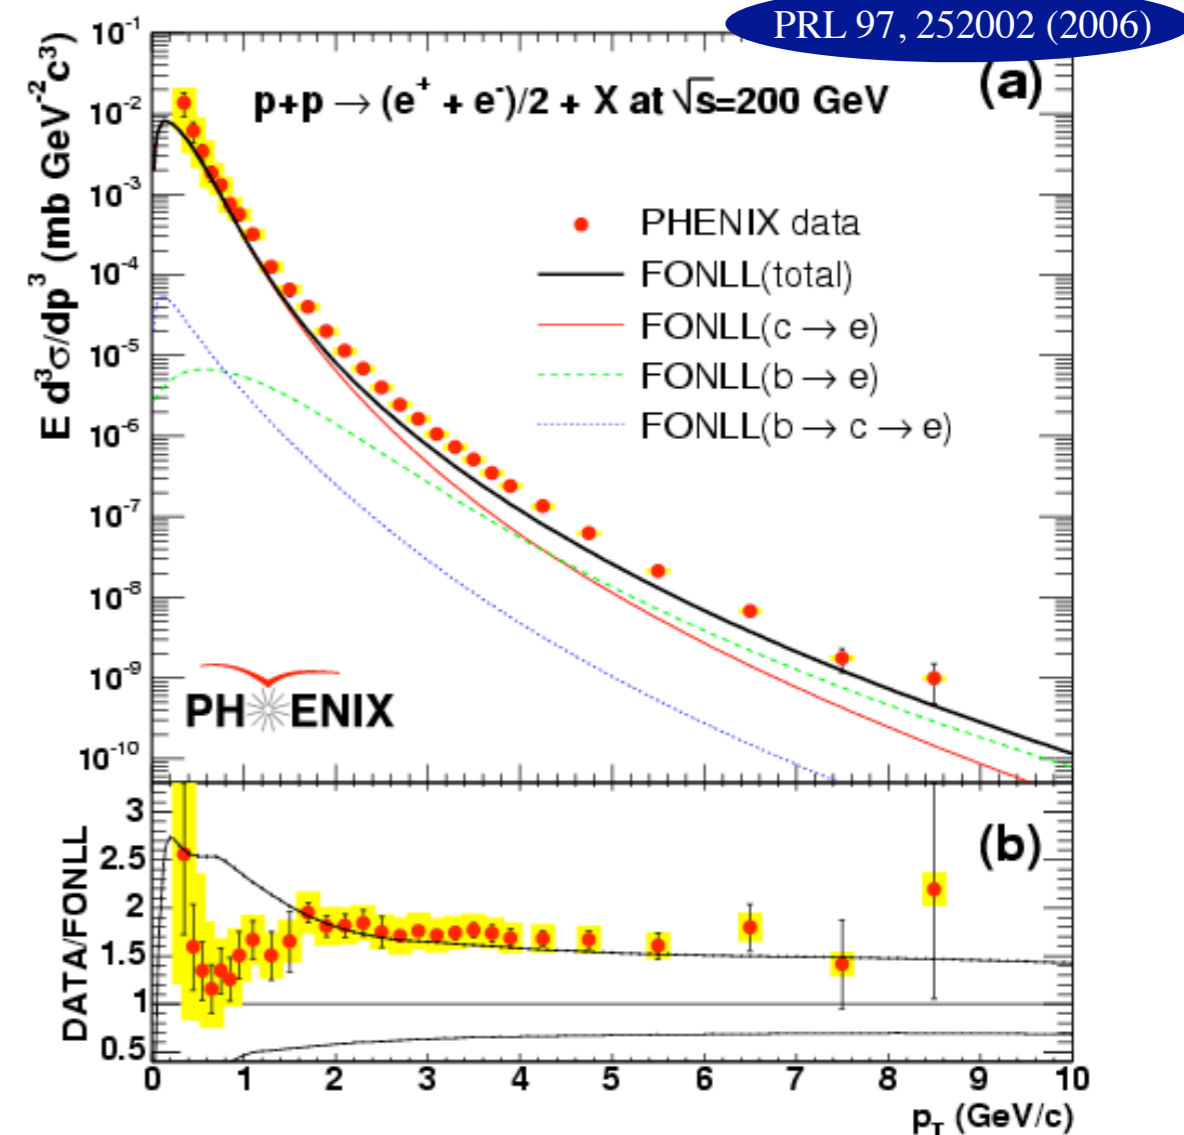 PRL 97, 252002 (2006)
(a)
p+p → (e⁺ + e⁻)/2 + X at √s=200 GeV
E d³σ/dp³ (mb GeV⁻²c³)
10⁻¹
10⁻²
10⁻³
10⁻⁴
10⁻⁵
10⁻⁶
10⁻⁷
10⁻⁸
10⁻⁹
10⁻¹⁰
PHENIX data
FONLL(total)
FONLL(c → e)
FONLL(b → e)
FONLL(b → c → e)
PHENIX
(b)
DATA/FONLL
3
2.5
2
1.5
1
0.5
0 1 2 3 4 5 6 7 8 9 10
p_T (GeV/c)